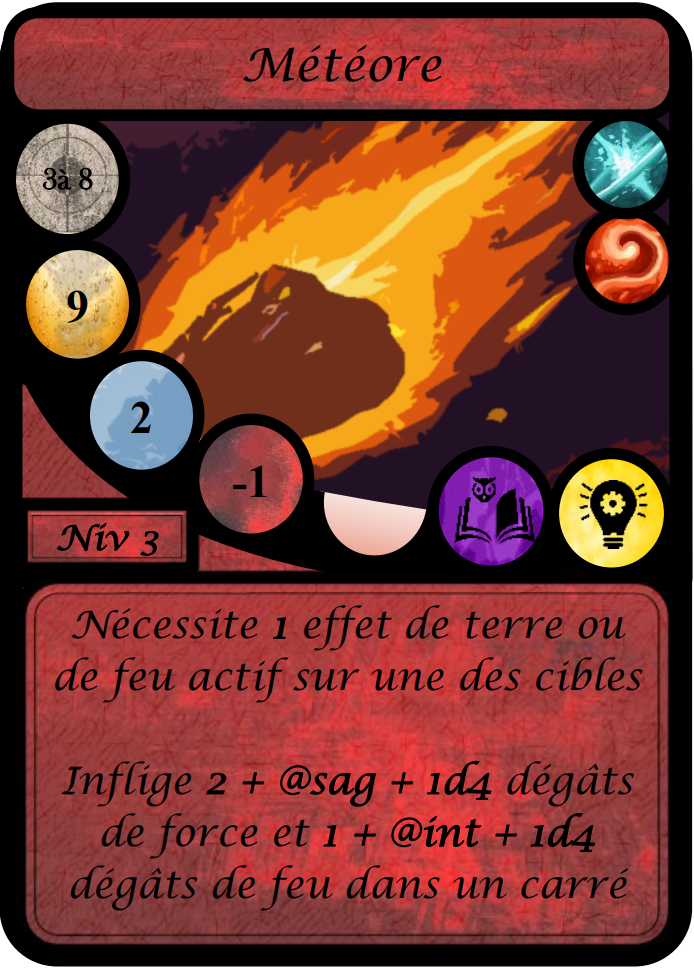 Météore
3à 8
9
2
-1
Niv 3
Nécessite 1 effet de terre ou
de feu actif sur une des cibles
Inflige 2 + @sag + 1d4 dégâts
de force et 1 + @int + 1d4
dégâts de feu dans un carré